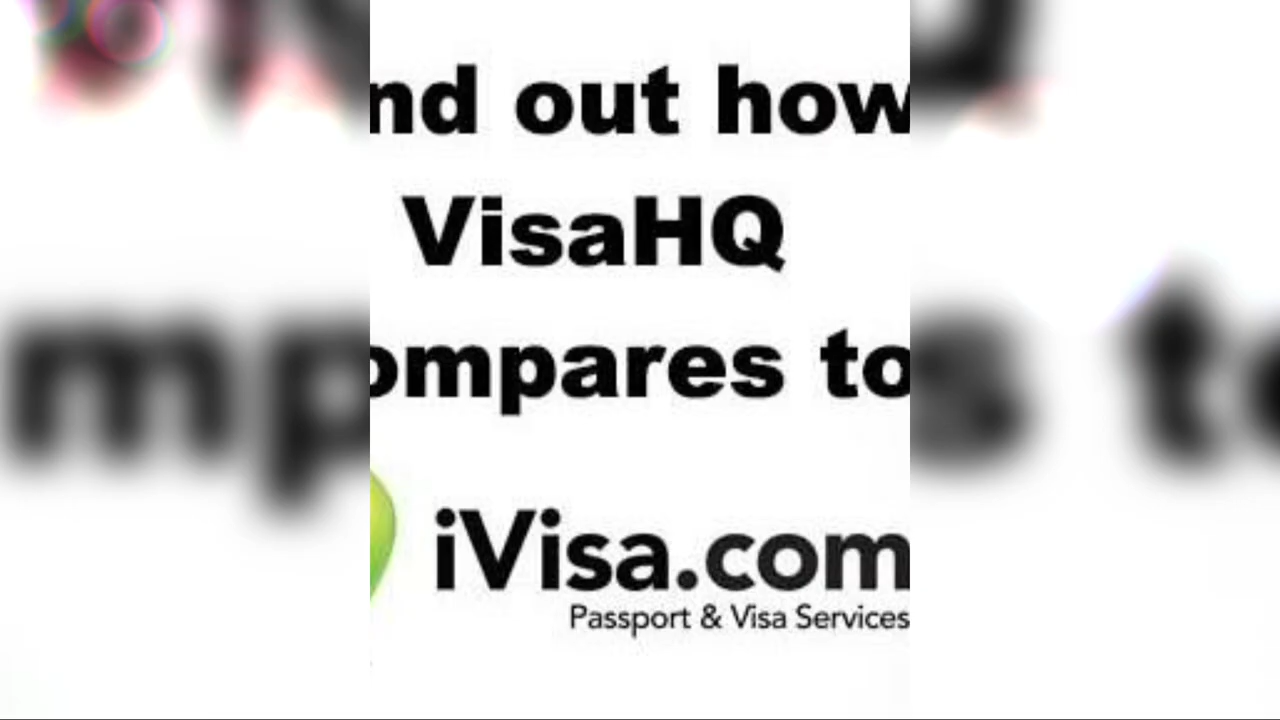 nd out how
VisaHQ
ompares to
iVisa.com
Passport & Visa Services